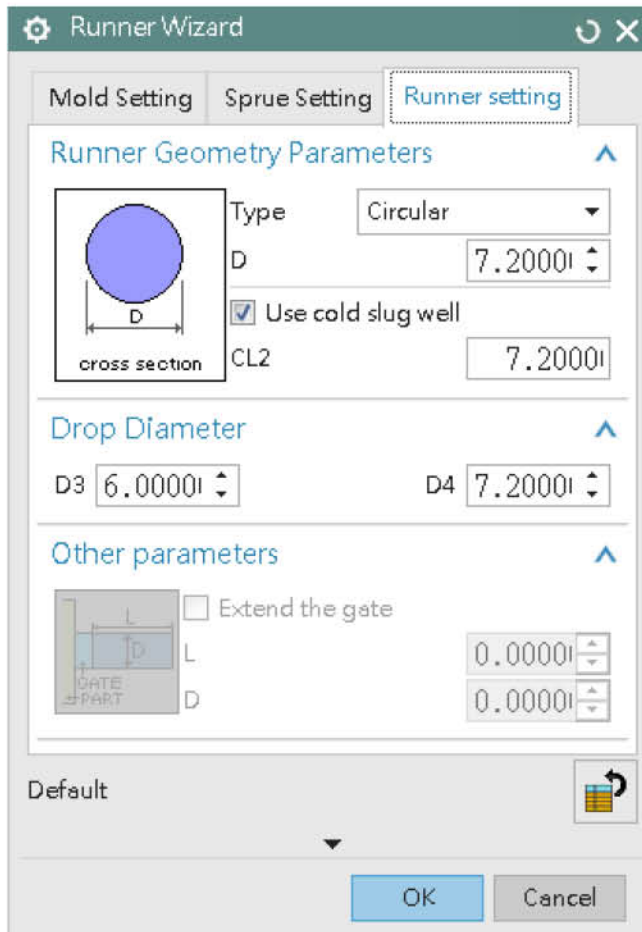 Runner Wizard
Mold Setting
Sprue Setting
Runner setting
Runner Geometry Parameters
Type
Circular
D
7.2000
D
cross section
Use cold slug well
CL2
7.2000
Drop Diameter
D3
6.0000
D4
7.2000
Other parameters
L
D
GATE
PART
Extend the gate
L
0.0000
D
0.0000
Default
OK
Cancel